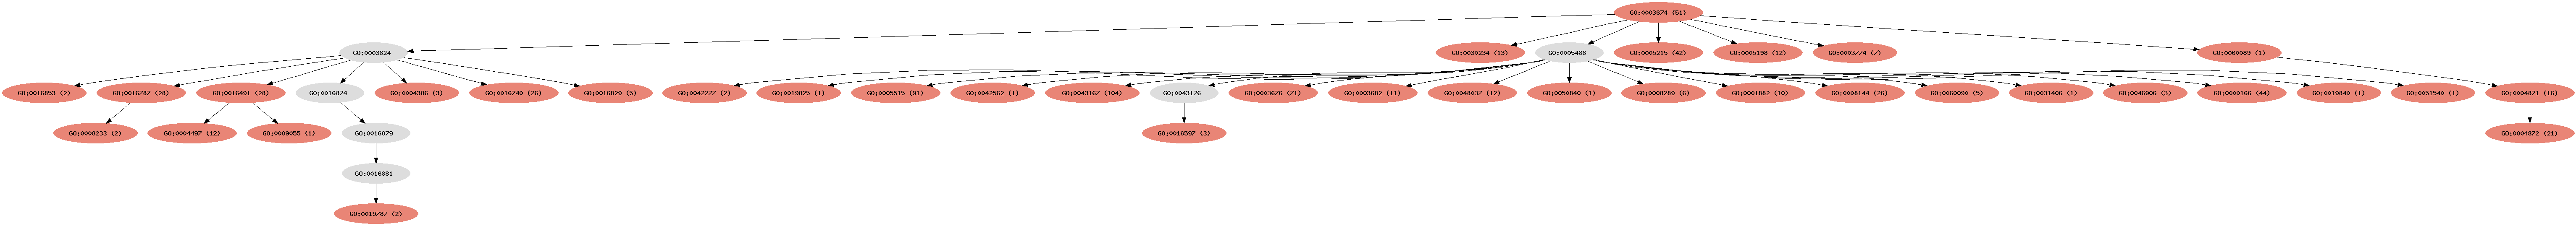 GO:0003674 (51)
GO:0003824
GO:0030234 (13)
GO:0005488
GO:0005215 (42)
GO:0005198 (12)
GO:0003774 (7)
GO:0060089 (1)
GO:0016853 (2)
GO:0016787 (28)
GO:0016491 (28)
GO:0016874
GO:0004386 (3)
GO:0016740 (26)
GO:0016829 (5)
GO:0042277 (2)
GO:0019825 (1)
GO:0005515 (91)
GO:0042562 (1)
GO:0043167 (104)
GO:0043176
GO:0003676 (71)
GO:0003682 (11)
GO:0048037 (12)
GO:0050840 (1)
GO:0008289 (6)
GO:0001882 (10)
GO:0008144 (26)
GO:0060090 (5)
GO:0031406 (1)
GO:0046906 (3)
GO:0000166 (44)
GO:0019840 (1)
GO:0051540 (1)
GO:0004871 (16)
GO:0008233 (2)
GO:0004497 (12)
GO:0009055 (1)
GO:0016879
GO:0016597 (3)
GO:0004872 (21)
GO:0016881
GO:0019787 (2)